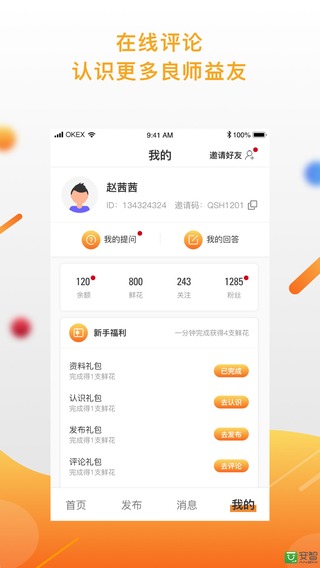 在线评论
认识更多良师益友
OKEX 9:41 AM 100%
我的 邀请好友
赵茜茜
ID：134324324 邀请码：QSH1201
我的提问 我的回答
120 800 243 1285
余额 鲜花 关注 粉丝
新手福利 一分钟完成获得4支鲜花
资料礼包
完成得1支鲜花 已完成
认识礼包
完成得1支鲜花 去认识
发布礼包
完成得1支鲜花 去发布
评论礼包
完成得1支鲜花 去评论
首页 发布 消息 我的
安智